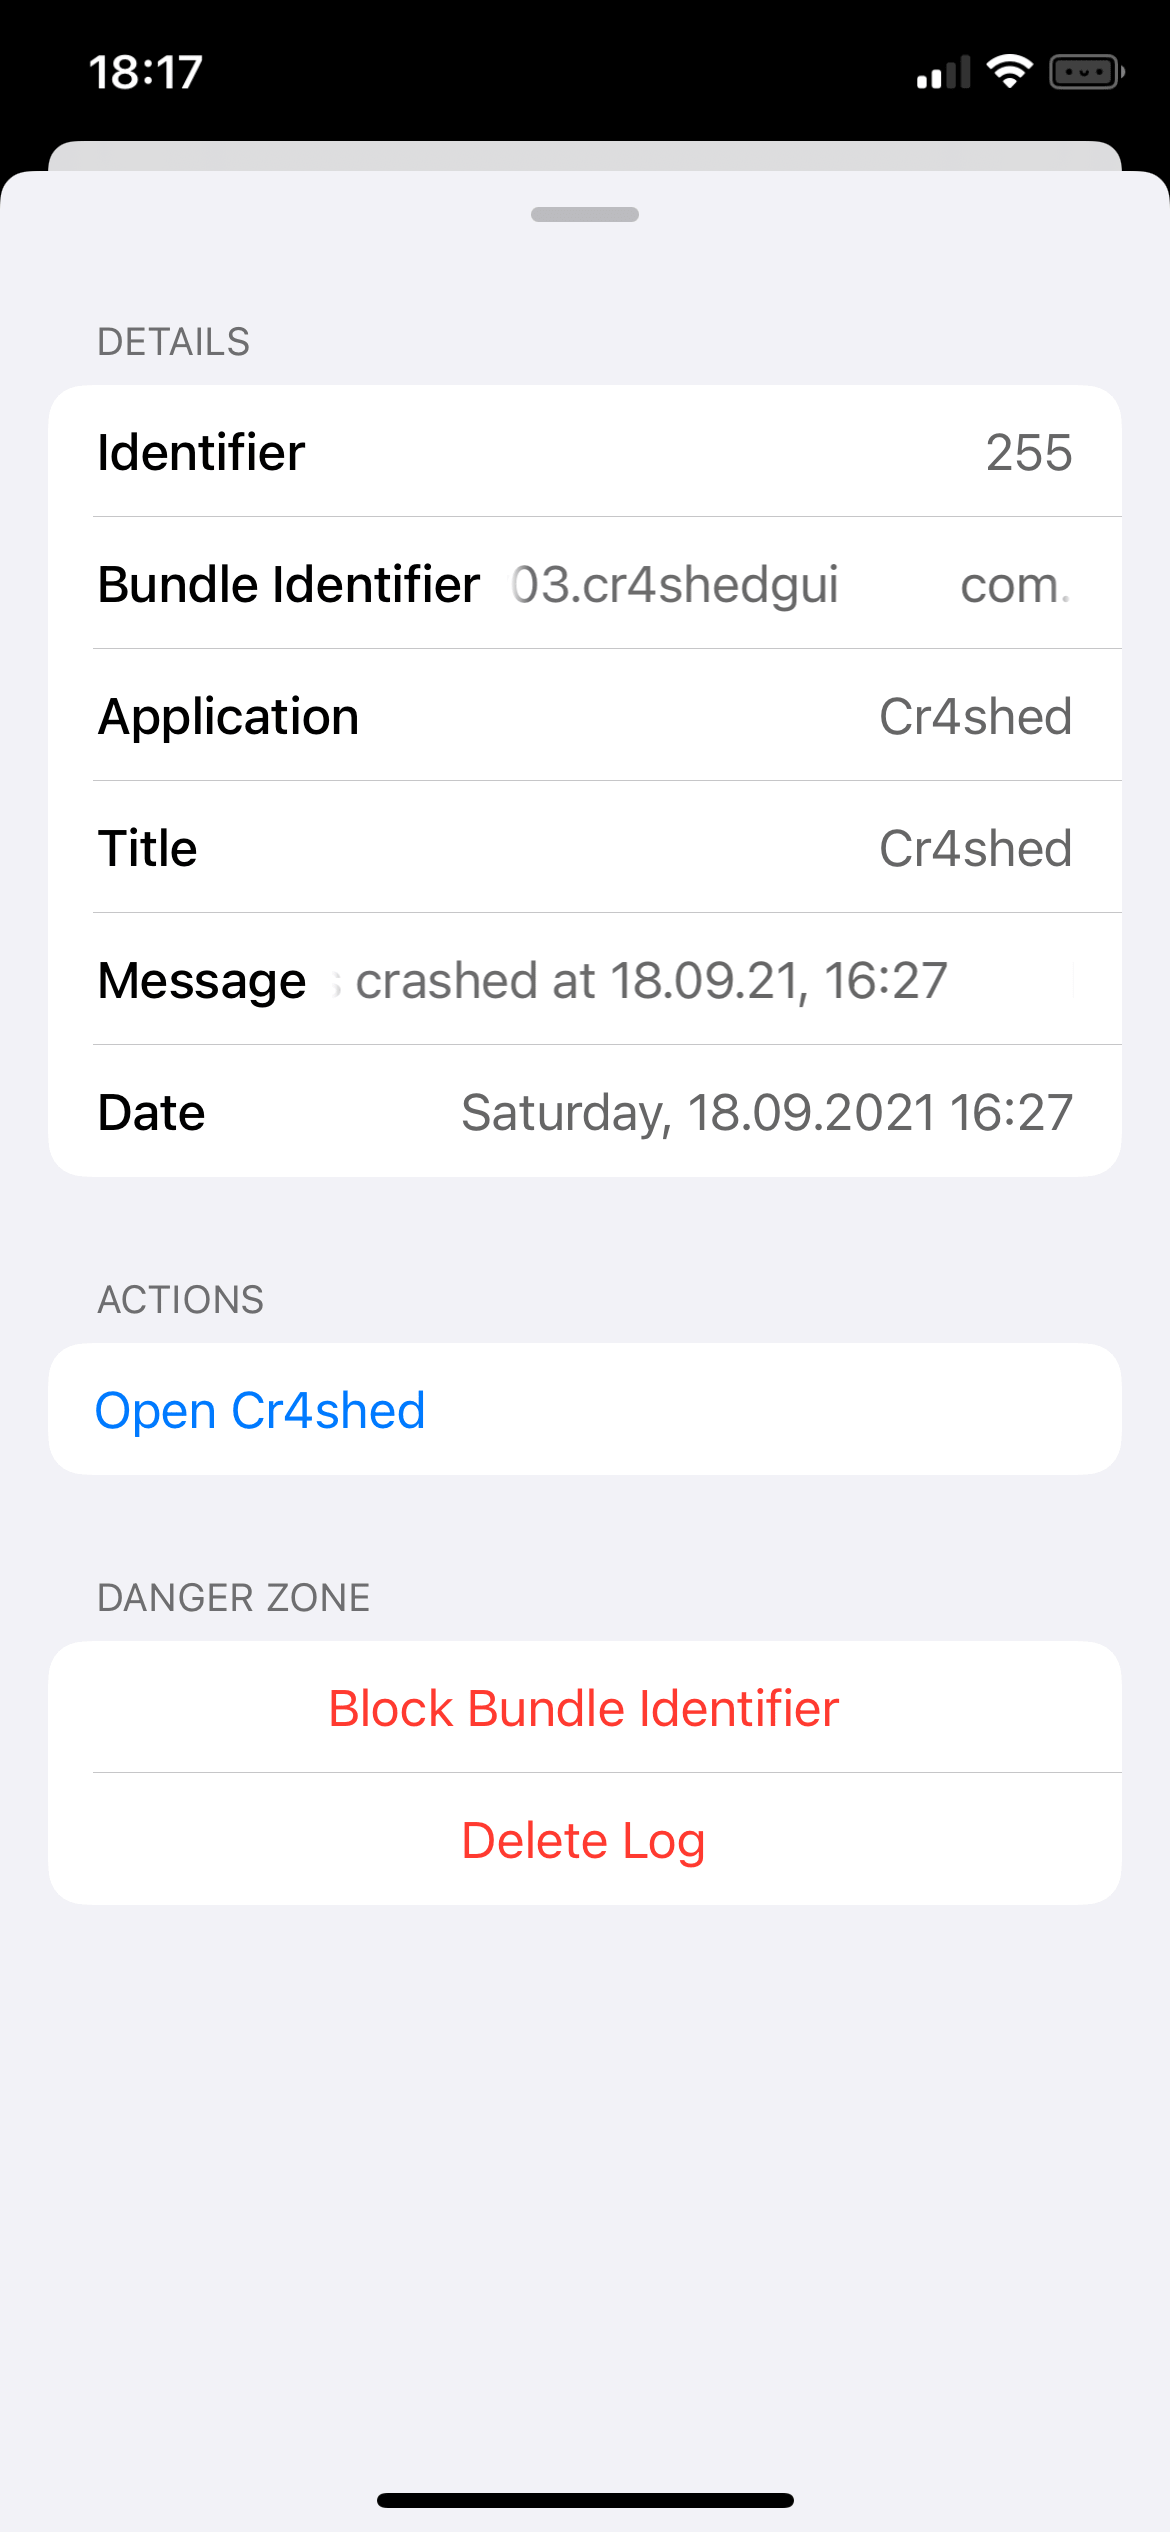 18:17
DETAILS
Identifier 255
Bundle Identifier 03.cr4shedgui com.
Application Cr4shed
Title Cr4shed
Message crashed at 18.09.21, 16:27
Date Saturday, 18.09.2021 16:27
ACTIONS
Open Cr4shed
DANGER ZONE
Block Bundle Identifier
Delete Log